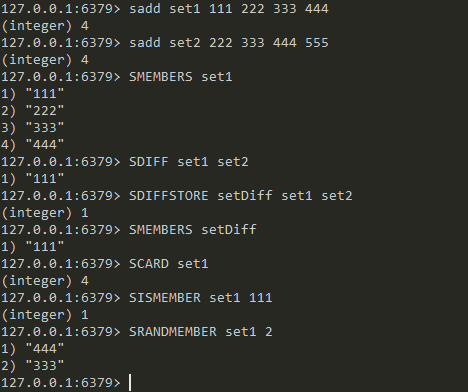 127.0.0.1:6379> sadd set1 111 222 333 444
(integer) 4
127.0.0.1:6379> sadd set2 222 333 444 555
(integer) 4
127.0.0.1:6379> SMEMBERS set1
1) "111"
2) "222"
3) "333"
4) "444"
127.0.0.1:6379> SDIFF set1 set2
1) "111"
127.0.0.1:6379> SDIFFSTORE setDiff set1 set2
(integer) 1
127.0.0.1:6379> SMEMBERS setDiff
1) "111"
127.0.0.1:6379> SCARD set1
(integer) 4
127.0.0.1:6379> SISMEMBER set1 111
(integer) 1
127.0.0.1:6379> SRANDMEMBER set1 2
1) "444"
2) "333"
127.0.0.1:6379>